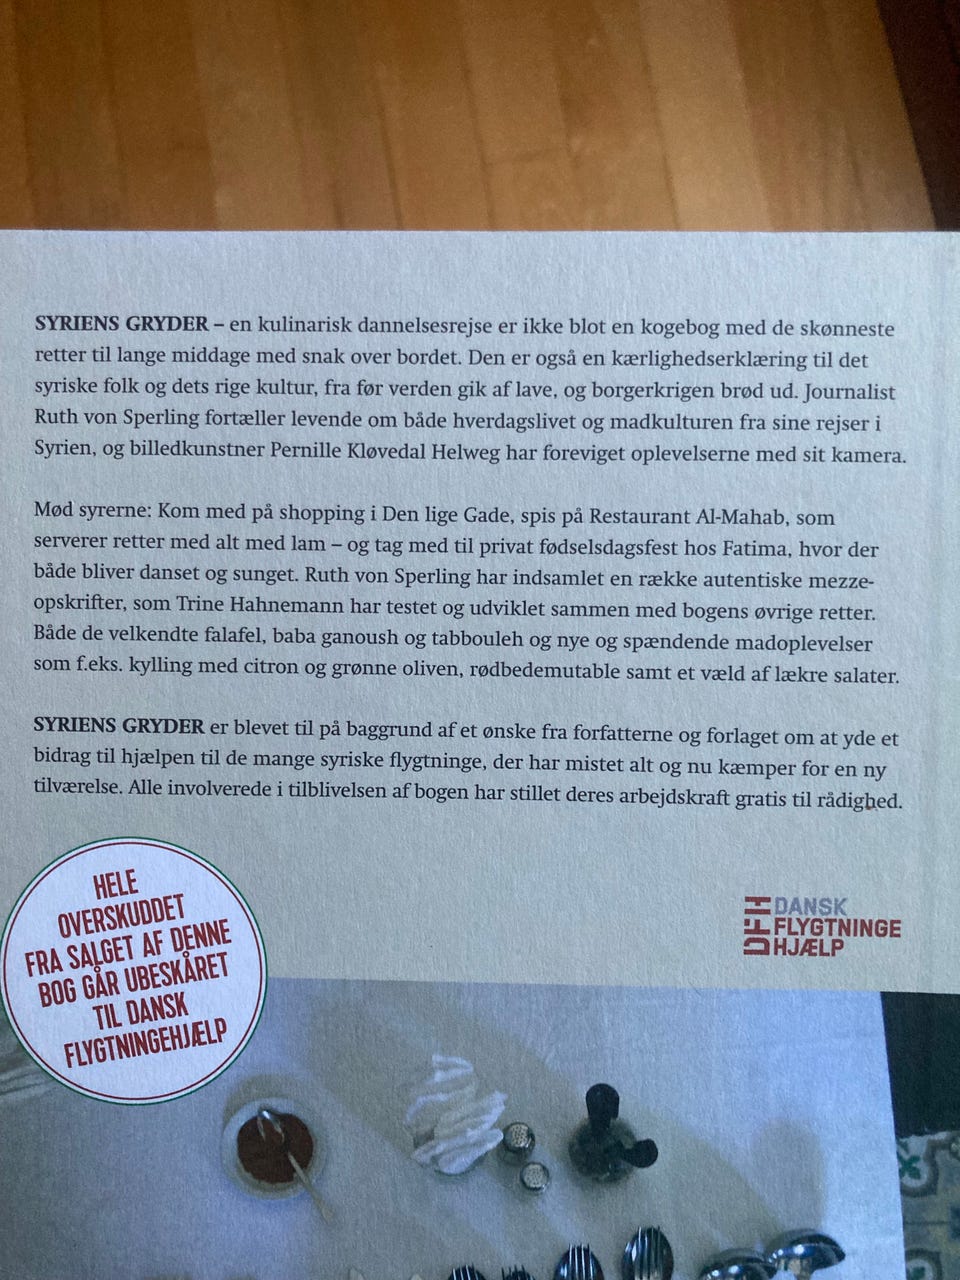 SYRIENS GRYDER – en kulinarisk dannelsesrejse er ikke blot en kogebog med de skønneste
retter til lange middage med snak over bordet. Den er også en kærlighedserklæring til det
syriske folk og dets rige kultur, fra før verden gik af lave, og borgerkrigen brød ud. Journalist
Ruth von Sperling fortæller levende om både hverdagslivet og madkulturen fra sine rejser i
Syrien, og billedkunstner Pernille Kløvedal Helweg har foreviget oplevelserne med sit kamera.
Mød syrerne: Kom med på shopping i Den lige Gade, spis på Restaurant Al-Mahab, som
serverer retter med alt med lam – og tag med til privat fødselsdagsfest hos Fatima, hvor der
både bliver danset og sunget. Ruth von Sperling har indsamlet en række autentiske mezze-
opskrifter, som Trine Hahnemann har testet og udviklet sammen med bogens øvrige retter.
Både de velkendte falafel, baba ganoush og tabbouleh og nye og spændende madoplevelser
som f.eks. kylling med citron og grønne oliven, rødbedemutable samt et væld af lækre salater.
SYRIENS GRYDER er blevet til på baggrund af et ønske fra forfatterne og forlaget om at yde et
bidrag til hjælpen til de mange syriske flygtninge, der har mistet alt og nu kæmper for en ny
tilværelse. Alle involverede i tilblivelsen af bogen har stillet deres arbejdskraft gratis til rådighed.
HELE
OVERSKUDDET
FRA SALGET AF DENNE
BOG GÅR UBESKÅRET
TIL DANSK
FLYGTNINGEHJÆLP
DFH
DANSK
FLYGTNINGE
HJÆLP